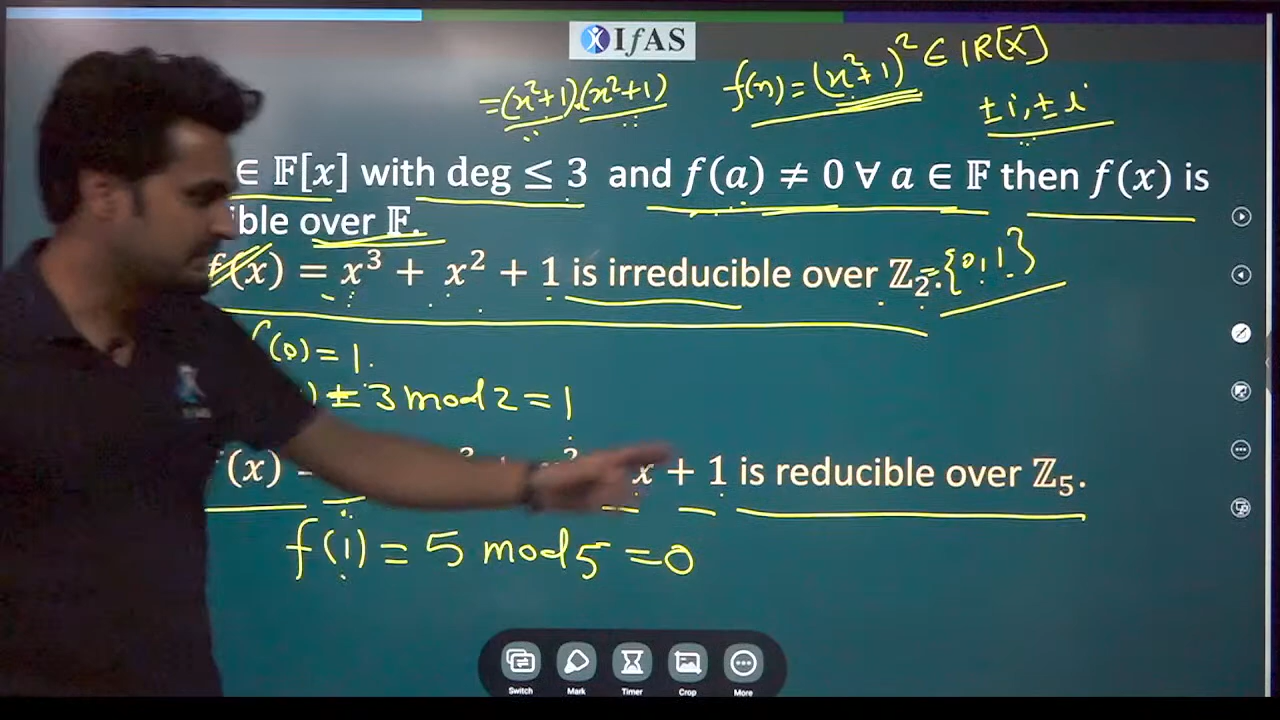 IfAS
f(x) = (x²+1)² ∈ IR[x]
= (x²+1).(x²+1)
± i, ± i
∈ 𝔽[x] with deg ≤ 3 and f(a) ≠ 0 ∀ a ∈ 𝔽 then f(x) is
ible over 𝔽.
f(x) = x³ + x² + 1 is irreducible over ℤ₂. = {0,1}
f(0) = 1.
) = 3 mod 2 = 1
f(x) = x + 1 is reducible over ℤ₅.
f(1) = 5 mod 5 = 0
Switch Mark Timer Crop More